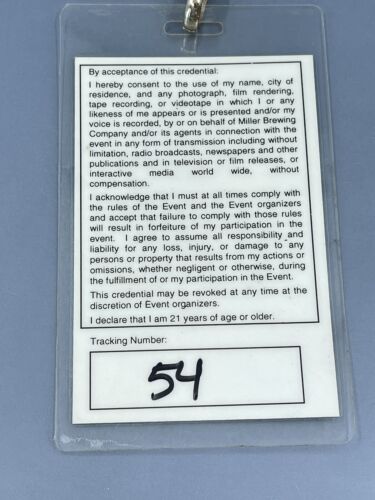 By acceptance of this credential:
I hereby consent to the use of my name, city of
residence, and any photograph, film rendering,
tape recording, or videotape in which I or any
likeness of me appears or is presented and/or my
voice is recorded, by or on behalf of Miller Brewing
Company and/or its agents in connection with the
event in any form of transmission including without
limitation, radio broadcasts, newspapers and other
publications and in television or film releases, or
interactive media world wide, without
compensation.
I acknowledge that I must at all times comply with
the rules of the Event and the Event organizers
and accept that failure to comply with those rules
will result in forfeiture of my participation in the
event. I agree to assume all responsibility and
liability for any loss, injury, or damage to any
persons or property that results from my actions or
omissions, whether negligent or otherwise, during
the fulfillment of or my participation in the Event.
This credential may be revoked at any time at the
discretion of Event organizers.
I declare that I am 21 years of age or older.
Tracking Number:
54